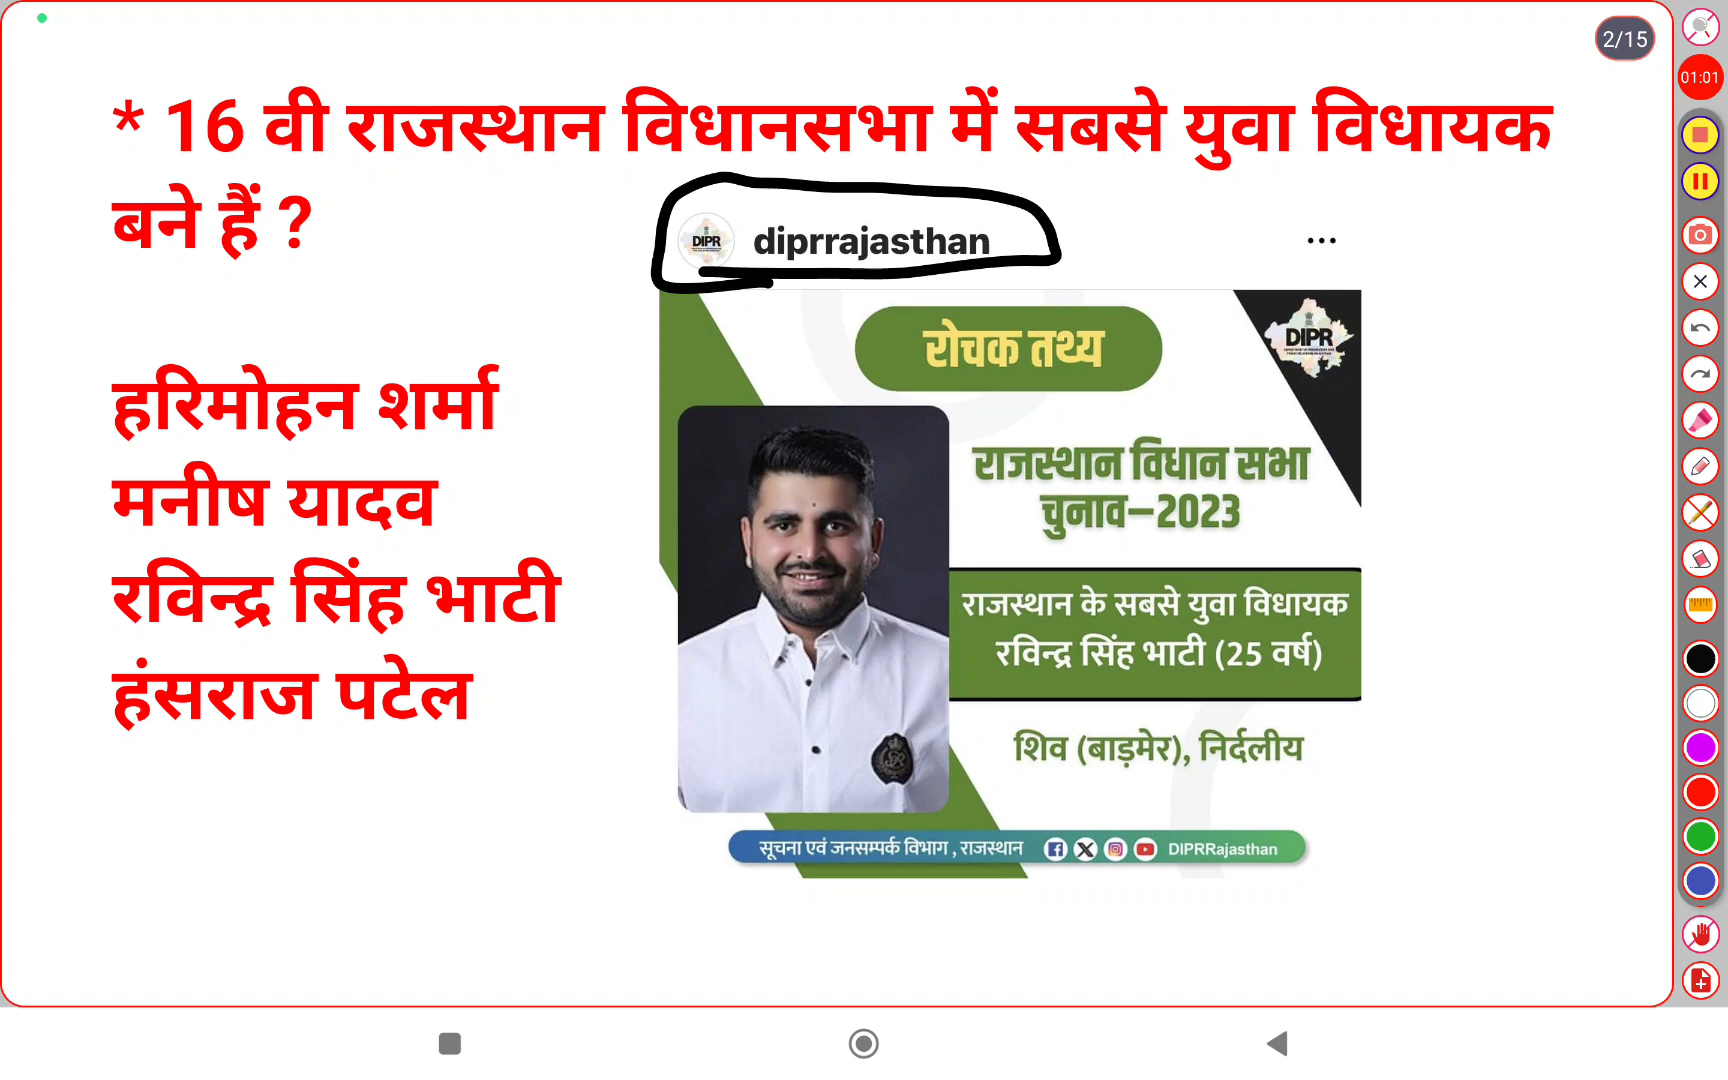 2/15
01:01
* 16 वी राजस्थान विधानसभा में सबसे युवा विधायक
बने हैं ?
DIPR
diprrajasthan
हरिमोहन शर्मा
मनीष यादव
रविन्द्र सिंह भाटी
हंसराज पटेल
रोचक तथ्य
DIPR
राजस्थान विधान सभा
चुनाव–2023
राजस्थान के सबसे युवा विधायक
रविन्द्र सिंह भाटी (25 वर्ष)
शिव (बाड़मेर), निर्दलीय
सूचना एवं जनसम्पर्क विभाग , राजस्थान
DIPRRajasthan